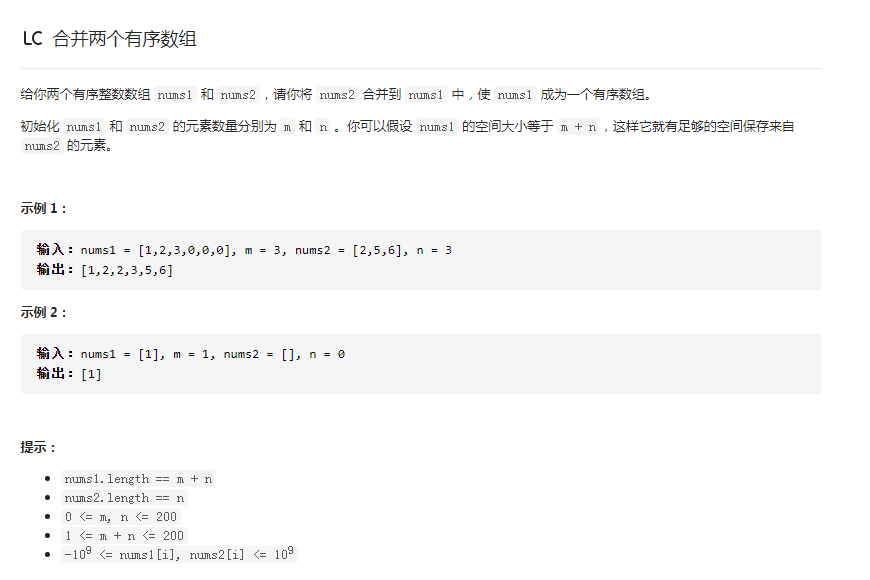 LC 合并两个有序数组
给你两个有序整数数组 nums1 和 nums2，请你将 nums2 合并到 nums1 中，使 nums1 成为一个有序数组。
初始化 nums1 和 nums2 的元素数量分别为 m 和 n 。你可以假设 nums1 的空间大小等于 m + n，这样它就有足够的空间保存来自
nums2 的元素。
示例 1：
输入：nums1 = [1,2,3,0,0,0], m = 3, nums2 = [2,5,6], n = 3
输出：[1,2,2,3,5,6]
示例 2：
输入：nums1 = [1], m = 1, nums2 = [], n = 0
输出：[1]
提示：
• nums1.length == m + n
• nums2.length == n
• 0 <= m, n <= 200
• 1 <= m + n <= 200
• -10⁹ <= nums1[i], nums2[i] <= 10⁹